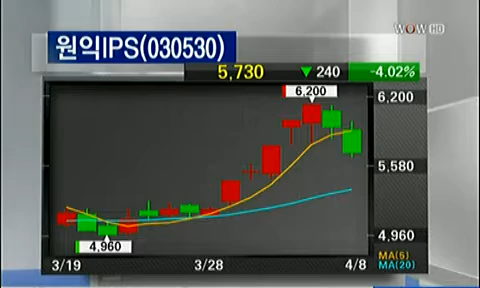 WOW HD
원익IPS(030530)
5,730 ▼ 240 -4.02%
6,200
6,200
5,580
4,960
4,960
3/19 3/28 4/8
MA(5)
MA(20)